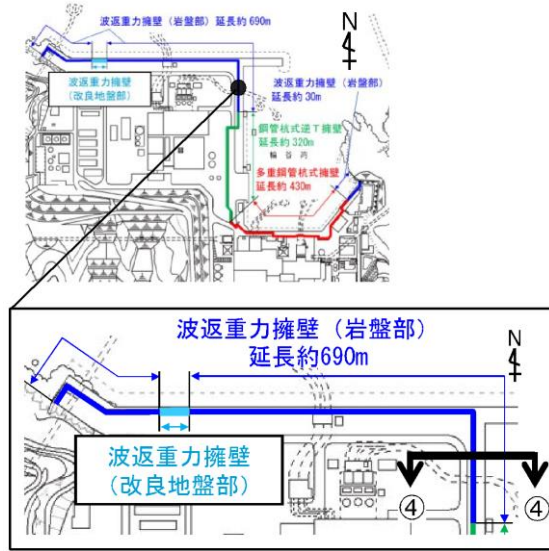 波返重力擁壁（岩盤部）延長約690m
N
波返重力擁壁
（改良地盤部）
波返重力擁壁（岩盤部）
延長約30m
鋼管杭式逆T擁壁
延長約320m
輪谷湾
多重鋼管杭式擁壁
延長約430m
波返重力擁壁（岩盤部）
延長約690m
N
波返重力擁壁
（改良地盤部）
④ ④